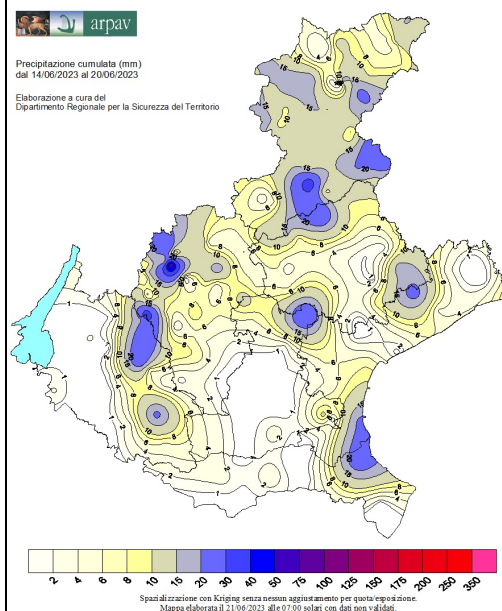 arpav
Precipitazione cumulata (mm)
dal 14/06/2023 al 20/06/2023
Elaborazione a cura del
Dipartimento Regionale per la Sicurezza del Territorio
2 4 6 8 10 15 20 30 40 50 75 100 125 150 175 200 250 350
Spazializzazione con Kriging senza nessun aggiustamento per quota/esposizione.
Mappa elaborata il 21/06/2023 alle 07:00 solari con dati non validati.